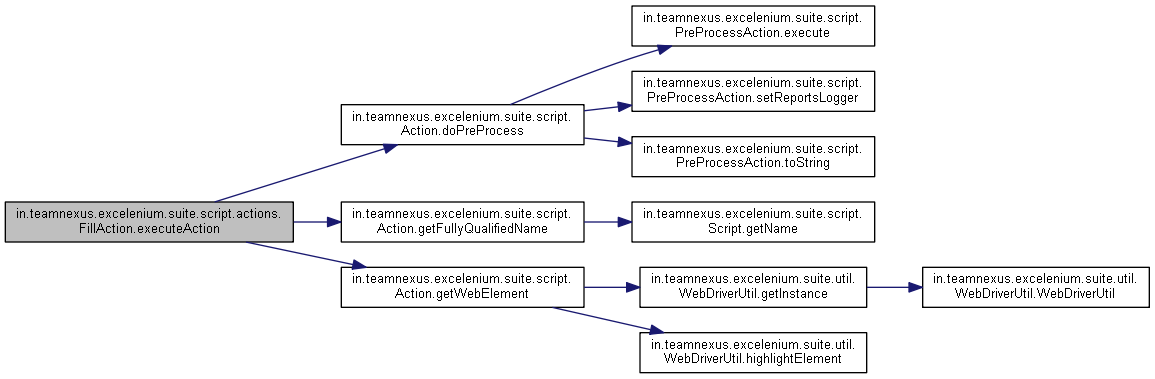 in.teamnexus.excelenium.suite.script.
PreProcessAction.execute
in.teamnexus.excelenium.suite.script.
PreProcessAction.setReportsLogger
in.teamnexus.excelenium.suite.script.
Action.doPreProcess
in.teamnexus.excelenium.suite.script.
PreProcessAction.toString
in.teamnexus.excelenium.suite.script.actions.
FillAction.executeAction
in.teamnexus.excelenium.suite.script.
Action.getFullyQualifiedName
in.teamnexus.excelenium.suite.script.
Script.getName
in.teamnexus.excelenium.suite.script.
Action.getWebElement
in.teamnexus.excelenium.suite.util.
WebDriverUtil.getInstance
in.teamnexus.excelenium.suite.util.
WebDriverUtil.WebDriverUtil
in.teamnexus.excelenium.suite.util.
WebDriverUtil.highlightElement